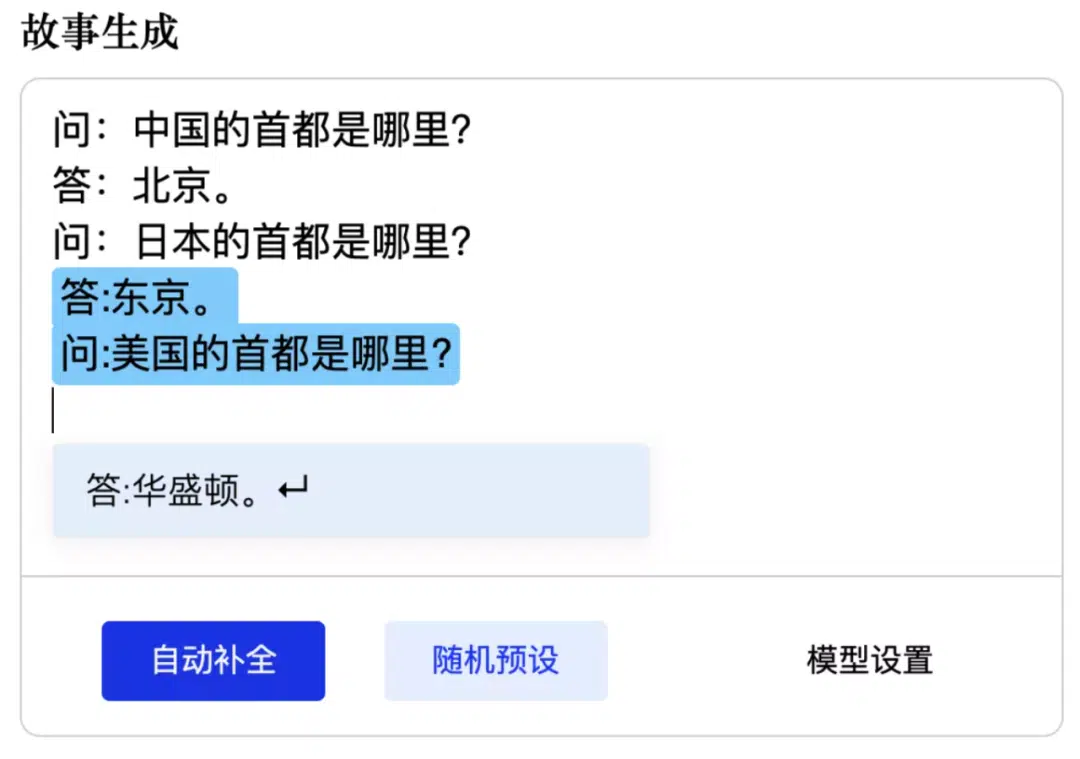 故事生成
问：中国的首都是哪里？
答：北京。
问：日本的首都是哪里？
答:东京。
问:美国的首都是哪里？
答:华盛顿。↵
自动补全
随机预设
模型设置